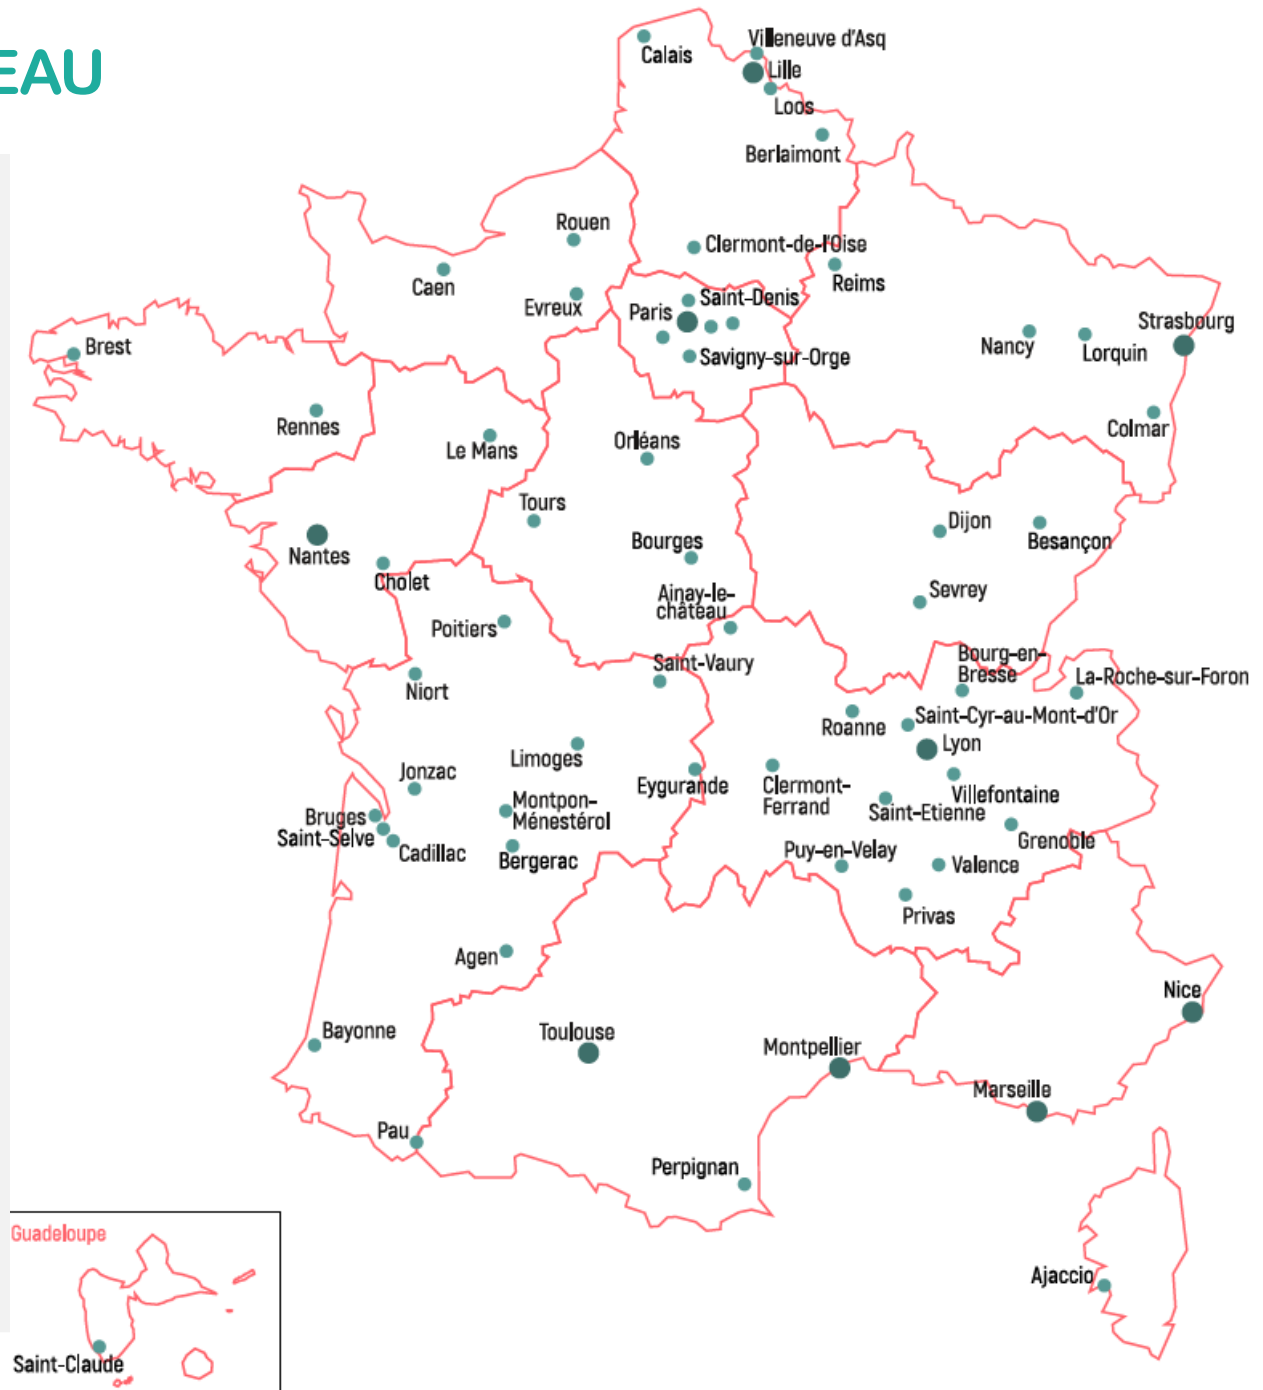 EAU
Calais
Villeneuve d'Asq
Lille
Loos
Berlaimont
Rouen
Clermont-de-l'Oise
Caen
Reims
Evreux
Saint-Denis
Paris
Strasbourg
Brest
Nancy
Lorquin
Savigny-sur-Orge
Rennes
Colmar
Le Mans
Orléans
Tours
Dijon
Bourges
Besançon
Nantes
Cholet
Ainay-le-
château
Sevrey
Poitiers
Bourg-en-
Bresse
Saint-Vaury
La-Roche-sur-Foron
Niort
Saint-Cyr-au-Mont-d'Or
Roanne
Lyon
Limoges
Jonzac
Eygurande
Clermont-
Ferrand
Villefontaine
Montpon-
Ménestérol
Saint-Etienne
Bruges
Saint-Selve
Grenoble
Cadillac
Bergerac
Puy-en-Velay
Valence
Privas
Agen
Nice
Bayonne
Toulouse
Montpellier
Marseille
Pau
Perpignan
Guadeloupe
Ajaccio
Saint-Claude